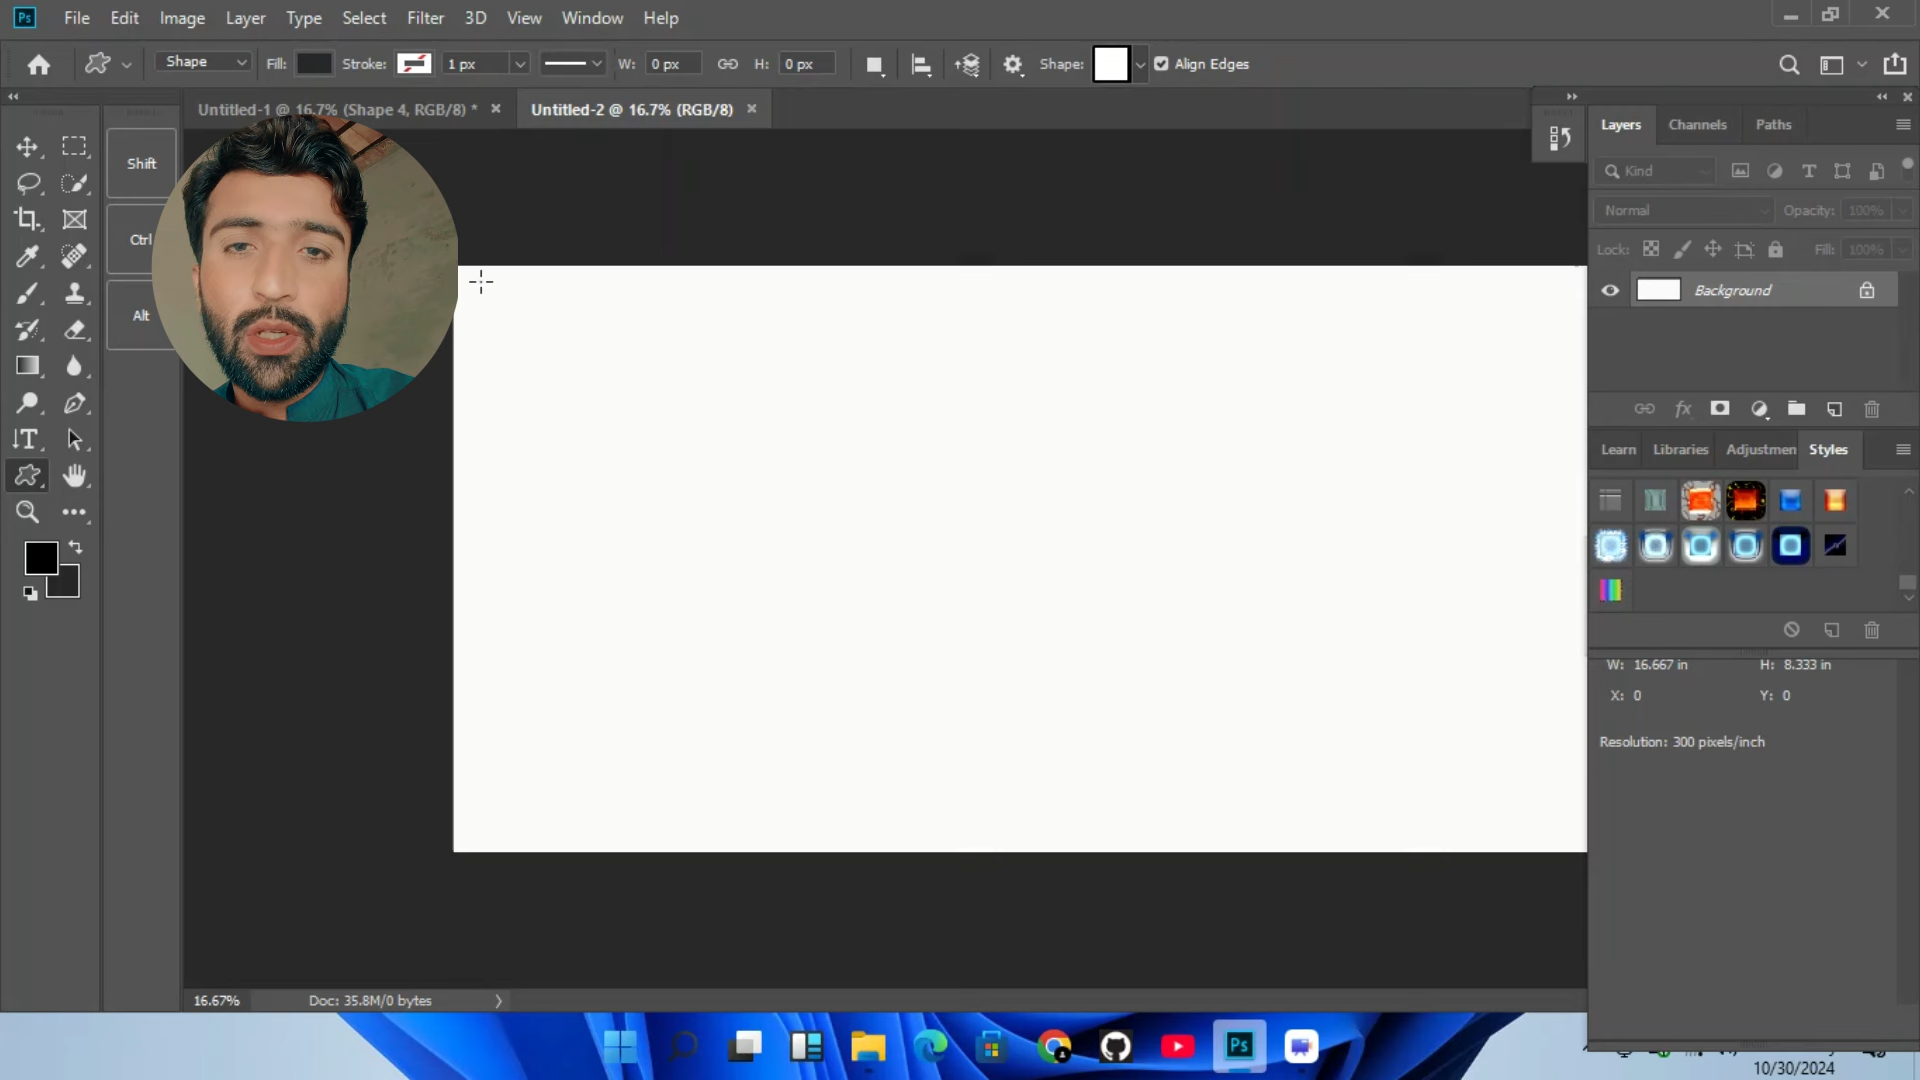 Ps File Edit Image Layer Type Select Filter 3D View Window Help
Shape Fill: Stroke: 1 px W: 0 px H: 0 px Shape: Align Edges
Untitled-1 @ 16.7% (Shape 4, RGB/8) *
Untitled-2 @ 16.7% (RGB/8)
Layers Channels Paths
Shift
Kind
Normal Opacity: 100%
Ctrl
Lock: Fill: 100%
Background
Alt
fx
Learn Libraries Adjustmen Styles
W: 16.667 in H: 8.333 in
X: 0 Y: 0
Resolution: 300 pixels/inch
16.67% Doc: 35.8M/0 bytes
Ps
10/30/2024